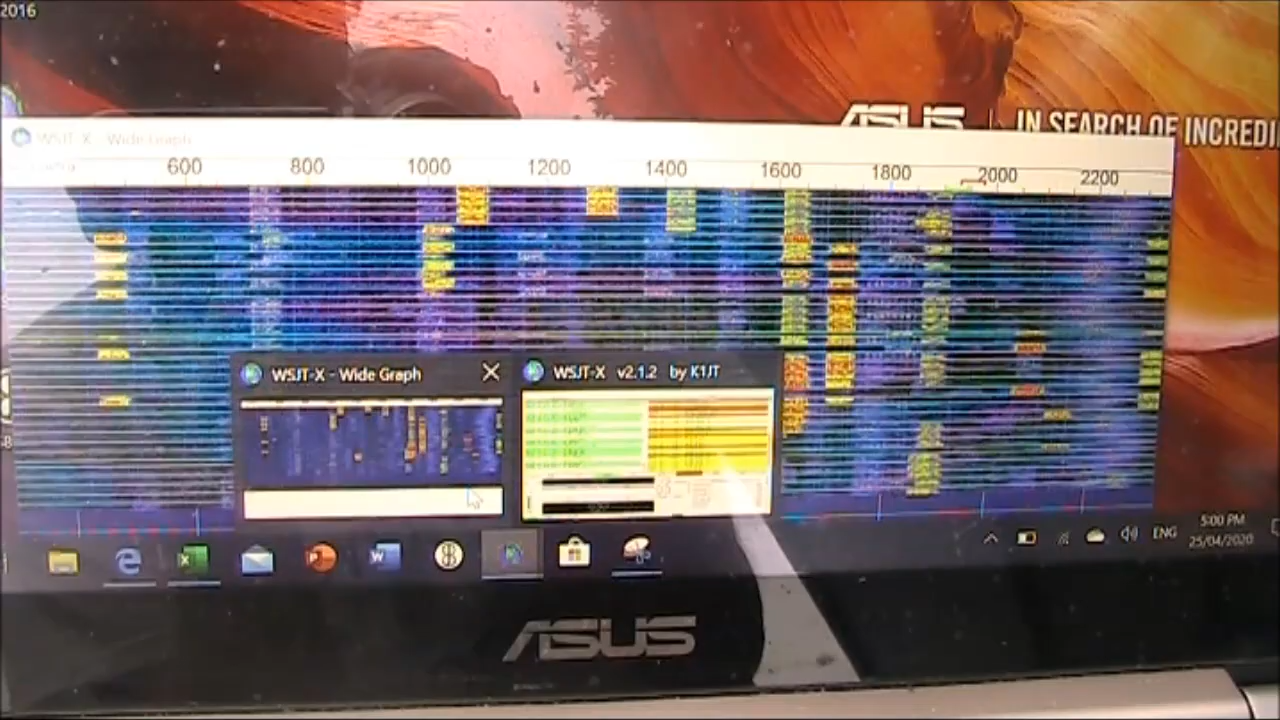 2016
ASUS | IN SEARCH OF INCREDI
WSJT-X - Wide Graph
600 800 1000 1200 1400 1600 1800 2000 2200
WSJT-X - Wide Graph
WSJT-X v2.1.2 by K1JT
5:00 PM
ENG
25/04/2020
ASUS